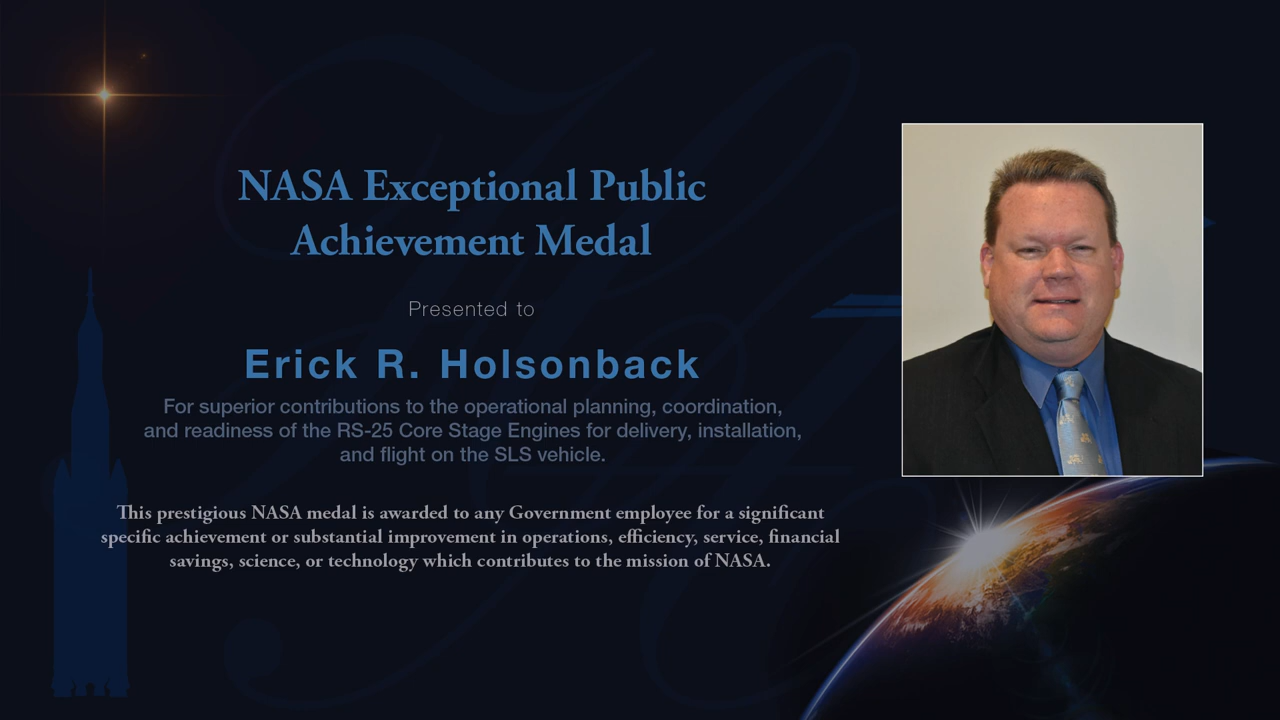 NASA Exceptional Public
Achievement Medal
Presented to
Erick R. Holsonback
For superior contributions to the operational planning, coordination,
and readiness of the RS-25 Core Stage Engines for delivery, installation,
and flight on the SLS vehicle.
This prestigious NASA medal is awarded to any Government employee for a significant
specific achievement or substantial improvement in operations, efficiency, service, financial
savings, science, or technology which contributes to the mission of NASA.